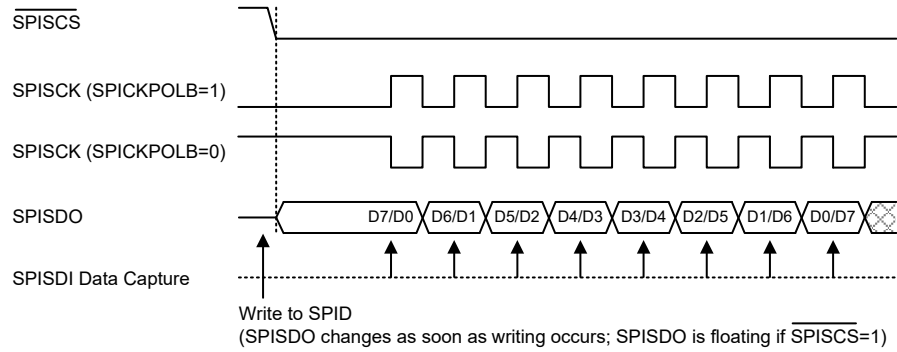 SPISCS
SPISCK (SPICKPOLB=1)
SPISCK (SPICKPOLB=0)
SPISDO
D7/D0 D6/D1 D5/D2 D4/D3 D3/D4 D2/D5 D1/D6 D0/D7
SPISDI Data Capture
Write to SPID
(SPISDO changes as soon as writing occurs; SPISDO is floating if SPISCS=1)